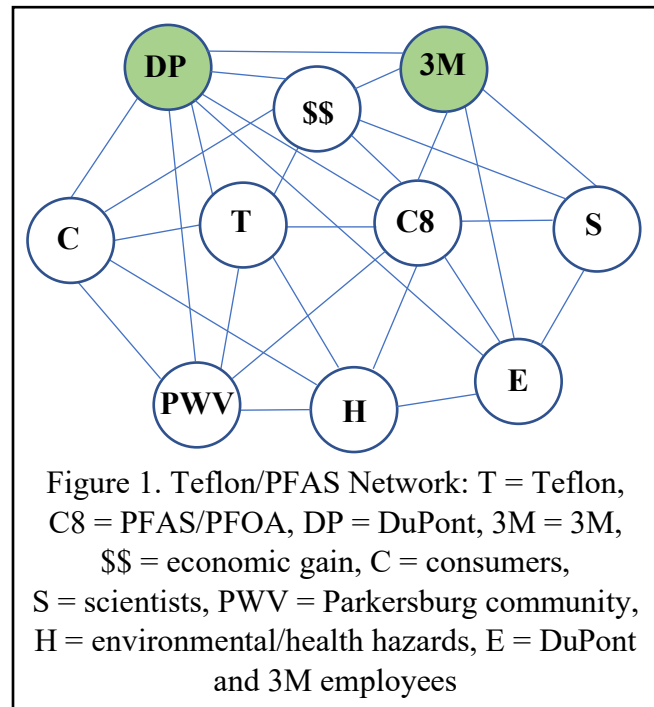 DP
3M
$$
C
T
C8
S
PWV
H
E
Figure 1. Teflon/PFAS Network: T = Teflon,
C8 = PFAS/PFOA, DP = DuPont, 3M = 3M,
$$ = economic gain, C = consumers,
S = scientists, PWV = Parkersburg community,
H = environmental/health hazards, E = DuPont
and 3M employees